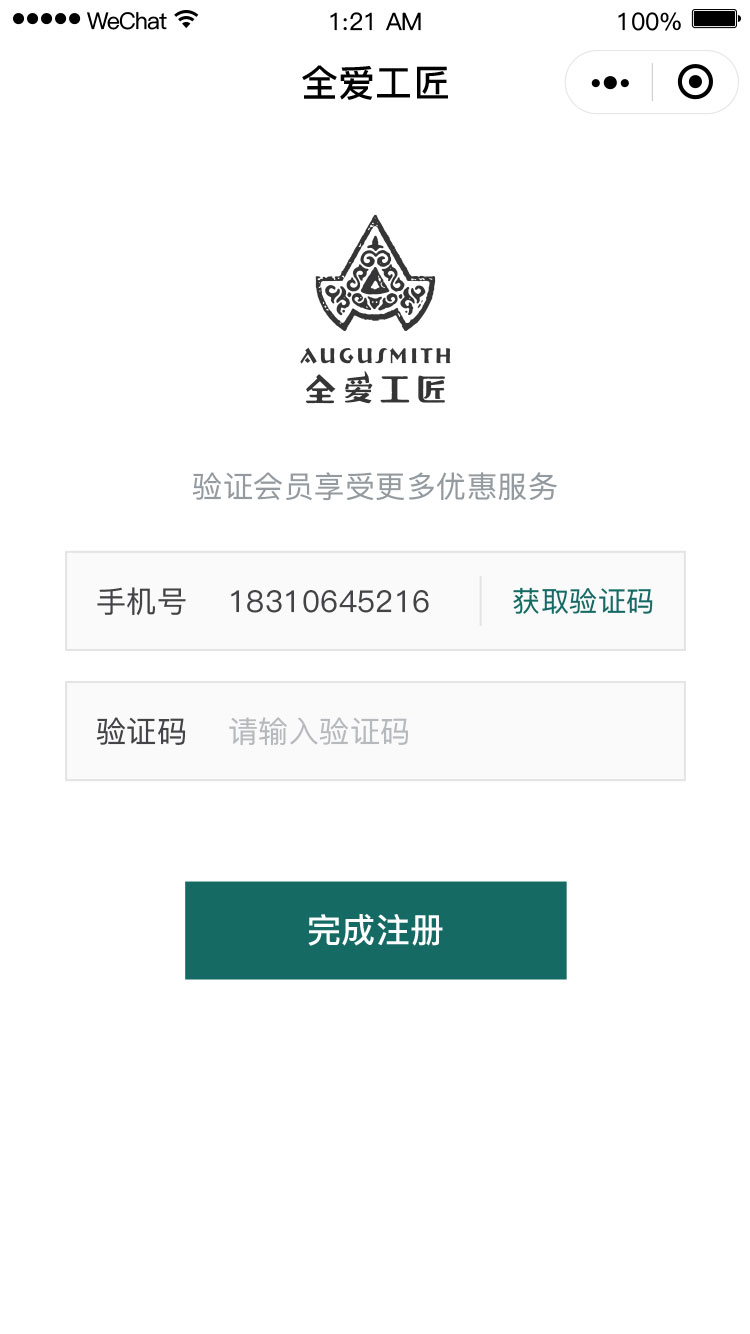 WeChat 1:21 AM 100%
全爱工匠
AUGUSMITH
全爱工匠
验证会员享受更多优惠服务
手机号 18310645216 获取验证码
验证码 请输入验证码
完成注册